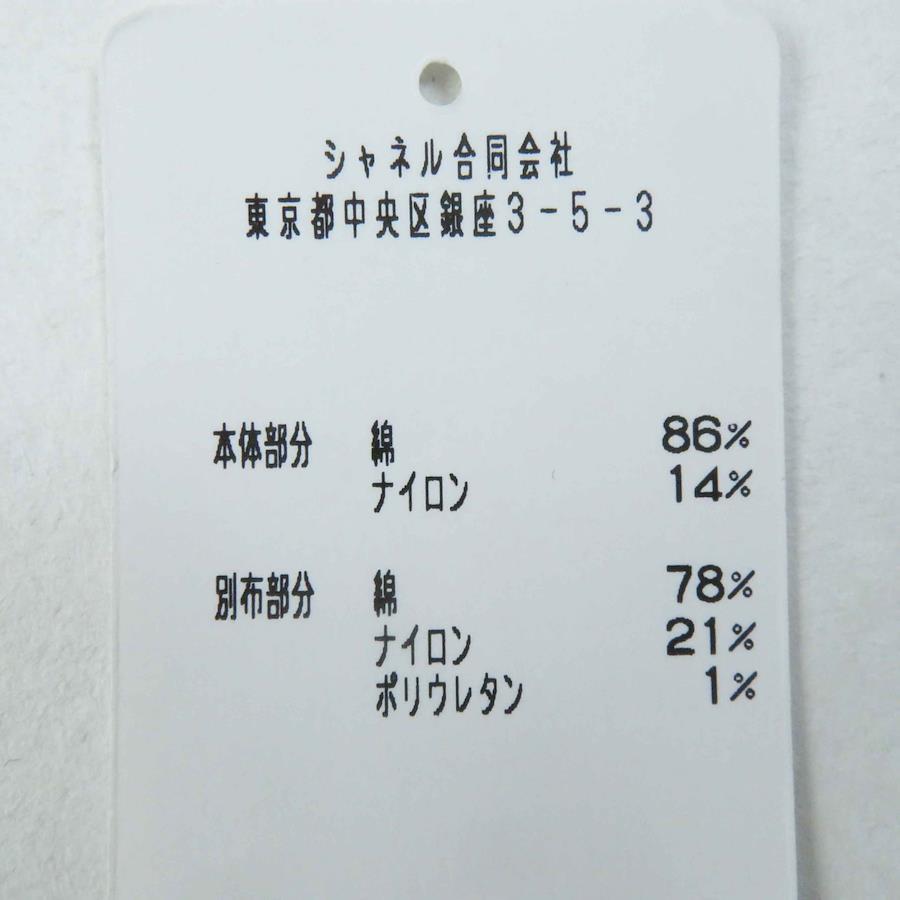 シャネル合同会社
東京都中央区銀座3-5-3
本体部分 綿 86%
ナイロン 14%
別布部分 綿 78%
ナイロン 21%
ポリウレタン 1%